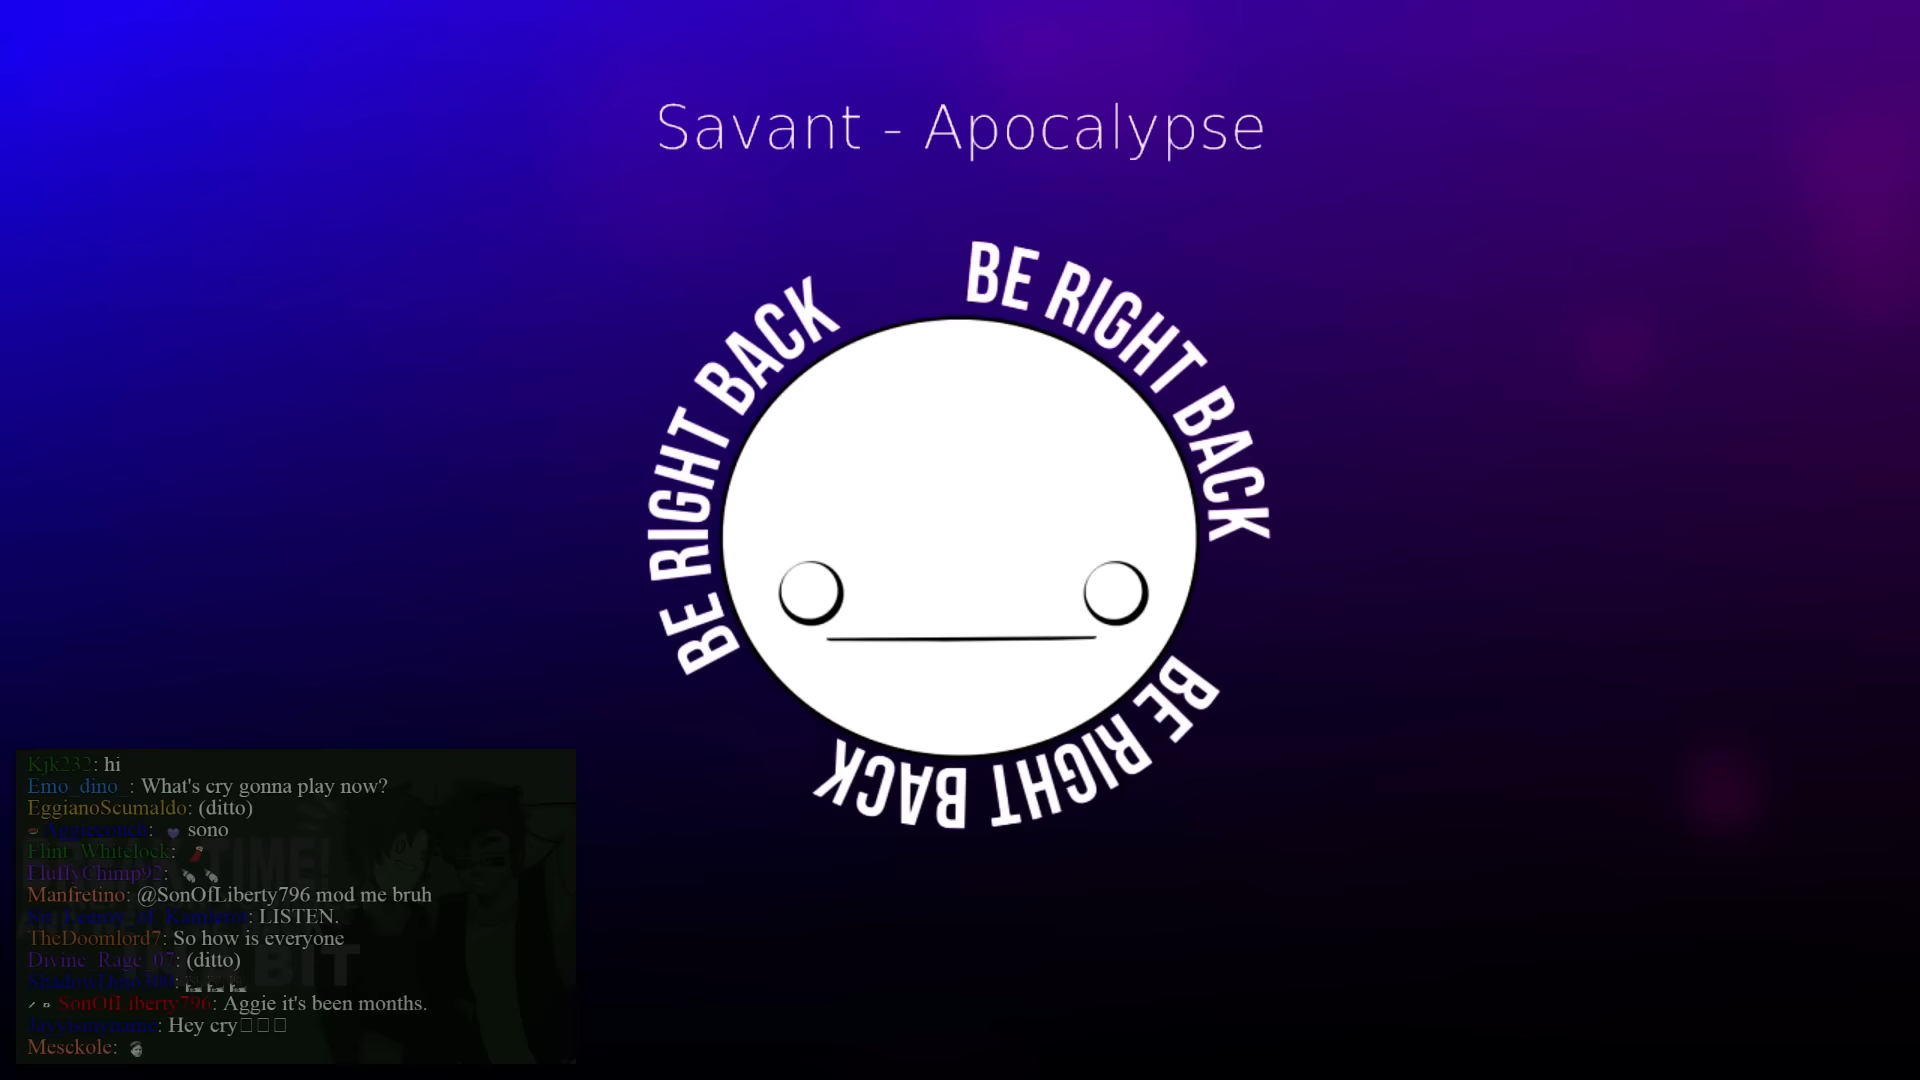 Savant - Apocalypse
BE RIGHT BACK
BE RIGHT BACK
BE RIGHT BACK
Kjk232: hi
Emo_dino_: What's cry gonna play now?
EggianoScumaldo: (ditto)
: sono
Flint_Whitelock:
FluffyChimp92:
Manfretino: @SonOfLiberty796 mod me bruh
: LISTEN.
TheDoomlord7: So how is everyone
Divine_Rage_07: (ditto)
SonOfLiberty796: Aggie it's been months.
: Hey cry
Mesckole:
TIME!
BIT